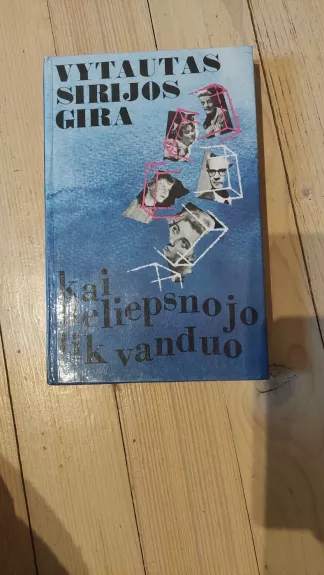 VYTAUTAS
SIRIJOS
GIRA
kai
neliepsnojo
tik vanduo